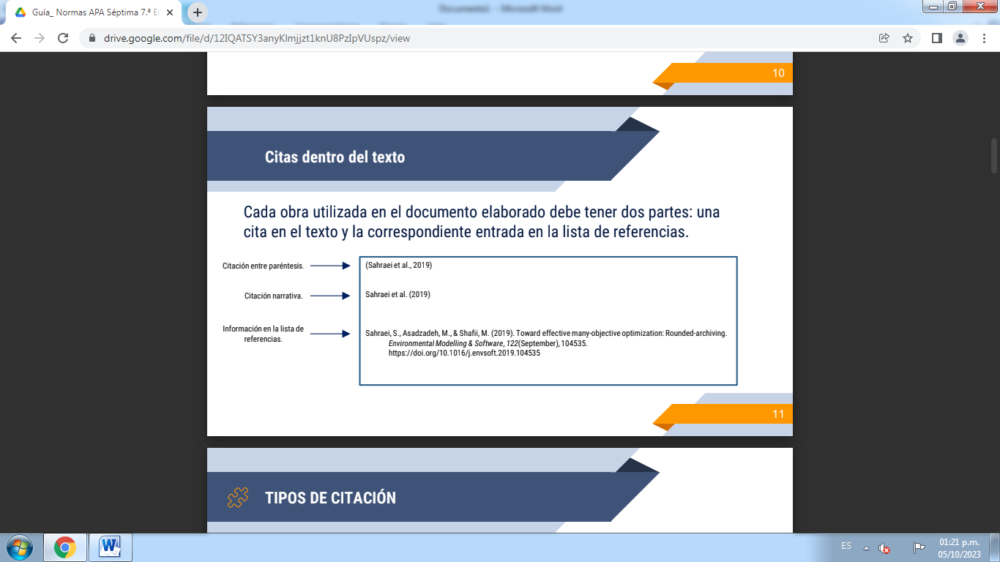 Guía_ Normas APA Séptima 7.ª Ed
Documento1 - Microsoft Word
drive.google.com/file/d/12IQATSY3anyKlmjjzt1knU8PzIpVUspz/view
10
Citas dentro del texto
Cada obra utilizada en el documento elaborado debe tener dos partes: una
cita en el texto y la correspondiente entrada en la lista de referencias.
Citación entre paréntesis.
(Sahraei et al., 2019)
Citación narrativa.
Sahraei et al. (2019)
Información en la lista de
referencias.
Sahraei, S., Asadzadeh, M., & Shafii, M. (2019). Toward effective many-objective optimization: Rounded-archiving.
Environmental Modelling & Software, 122(September), 104535.
https://doi.org/10.1016/j.envsoft.2019.104535
11
TIPOS DE CITACIÓN
ES
01:21 p.m.
05/10/2023